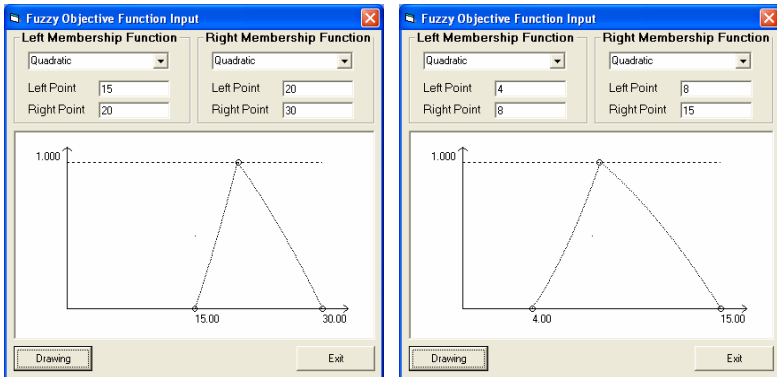 Fuzzy Objective Function Input
Left Membership Function
Right Membership Function
Quadratic
Quadratic
Left Point 15
Left Point 20
Right Point 20
Right Point 30
1.000
15.00
30.00
Drawing
Exit
Fuzzy Objective Function Input
Left Membership Function
Right Membership Function
Quadratic
Quadratic
Left Point 4
Left Point 8
Right Point 8
Right Point 15
1.000
4.00
15.00
Drawing
Exit